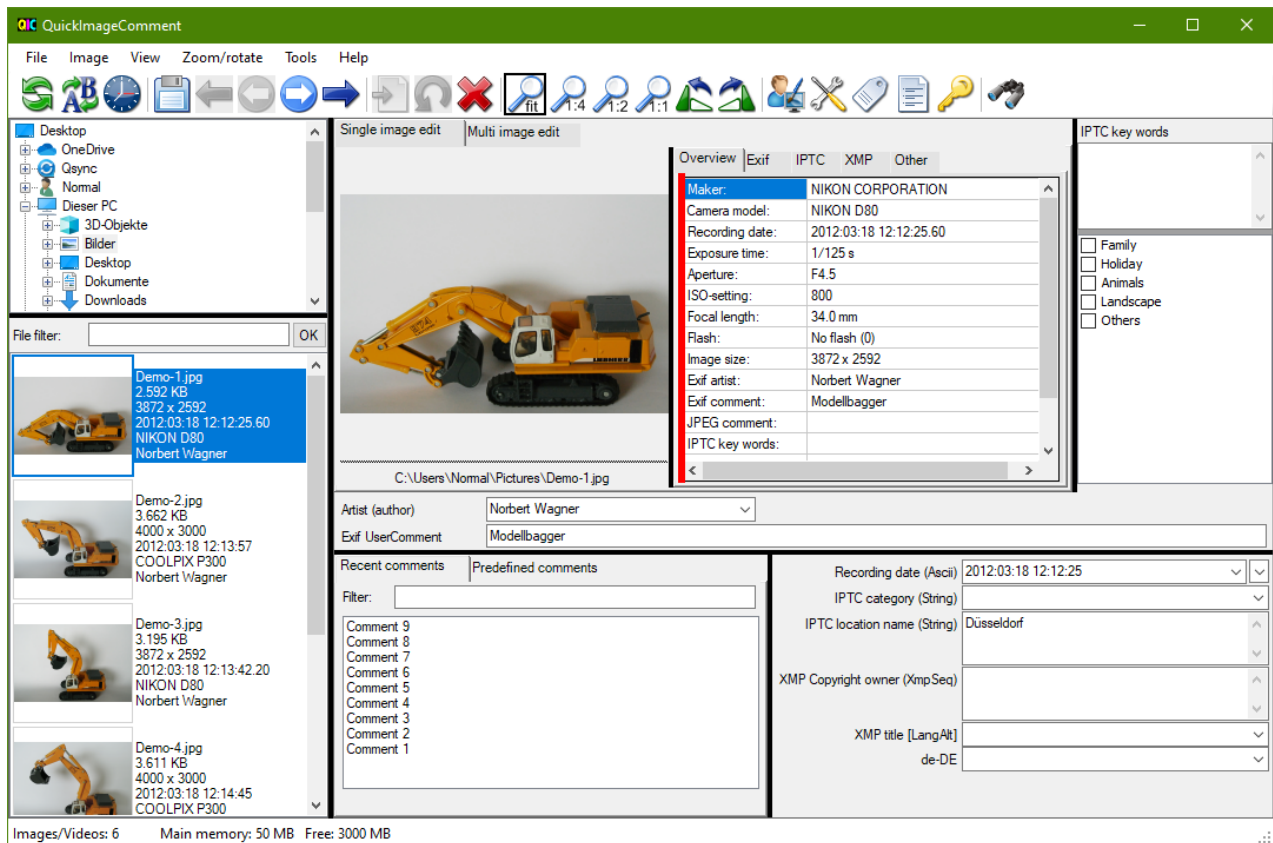 QuickImageComment
File Image View Zoom/rotate Tools Help
fit 1:4 1:2 1:1
Desktop
OneDrive
Qsync
Normal
Dieser PC
3D-Objekte
Bilder
Desktop
Dokumente
Downloads
File filter: OK
Demo-1.jpg
2.592 KB
3872 x 2592
2012:03:18 12:12:25.60
NIKON D80
Norbert Wagner
Demo-2.jpg
3.662 KB
4000 x 3000
2012:03:18 12:13:57
COOLPIX P300
Norbert Wagner
Demo-3.jpg
3.195 KB
3872 x 2592
2012:03:18 12:13:42.20
NIKON D80
Norbert Wagner
Demo-4.jpg
3.611 KB
4000 x 3000
2012:03:18 12:14:45
COOLPIX P300
Single image edit Multi image edit
LIEBHERR
C:\Users\Normal\Pictures\Demo-1.jpg
Overview Exif IPTC XMP Other
Maker: NIKON CORPORATION
Camera model: NIKON D80
Recording date: 2012:03:18 12:12:25.60
Exposure time: 1/125 s
Aperture: F4.5
ISO-setting: 800
Focal length: 34.0 mm
Flash: No flash (0)
Image size: 3872 x 2592
Exif artist: Norbert Wagner
Exif comment: Modellbagger
JPEG comment:
IPTC key words:
IPTC key words
Family
Holiday
Animals
Landscape
Others
Artist (author) Norbert Wagner
Exif UserComment Modellbagger
Recent comments Predefined comments
Filter:
Comment 9
Comment 8
Comment 7
Comment 6
Comment 5
Comment 4
Comment 3
Comment 2
Comment 1
Recording date (Ascii) 2012:03:18 12:12:25
IPTC category (String)
IPTC location name (String) Düsseldorf
XMP Copyright owner (XmpSeq)
XMP title [LangAlt]
de-DE
Images/Videos: 6 Main memory: 50 MB Free: 3000 MB